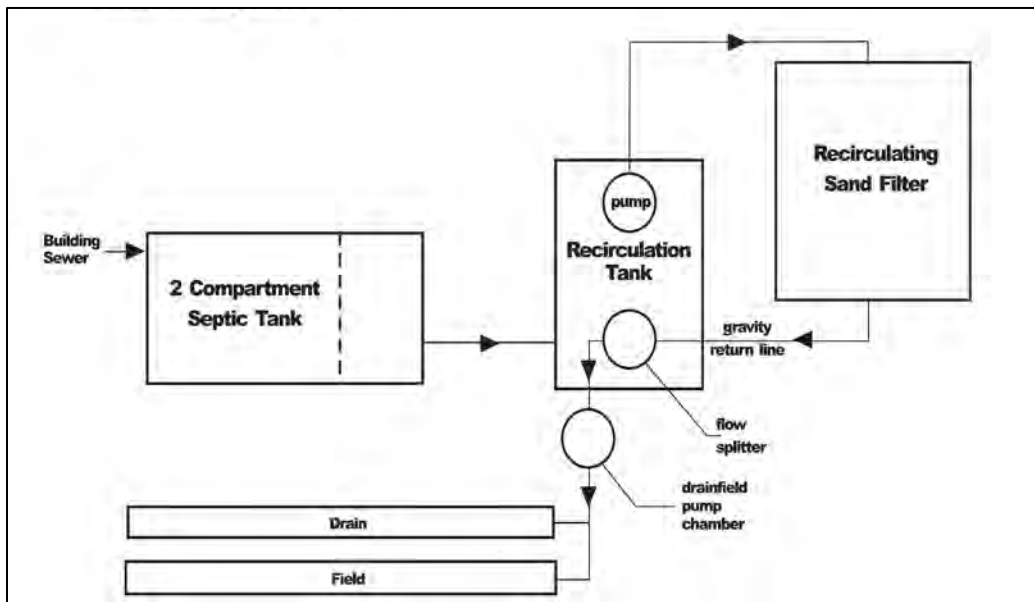 Building
Sewer
2 Compartment
Septic Tank
pump
Recirculation
Tank
Recirculating
Sand Filter
gravity
return line
flow
splitter
drainfield
pump
chamber
Drain
Field